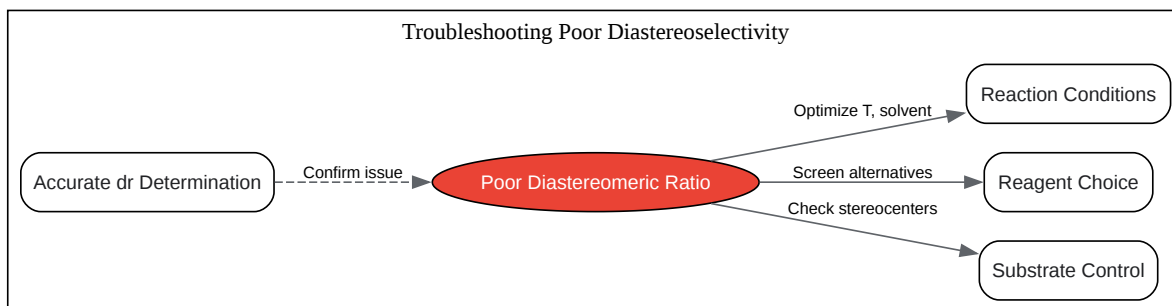 Troubleshooting Poor Diastereoselectivity
Accurate dr Determination
Confirm issue
Poor Diastereomeric Ratio
Optimize T, solvent
Reaction Conditions
Screen alternatives
Reagent Choice
Check stereocenters
Substrate Control